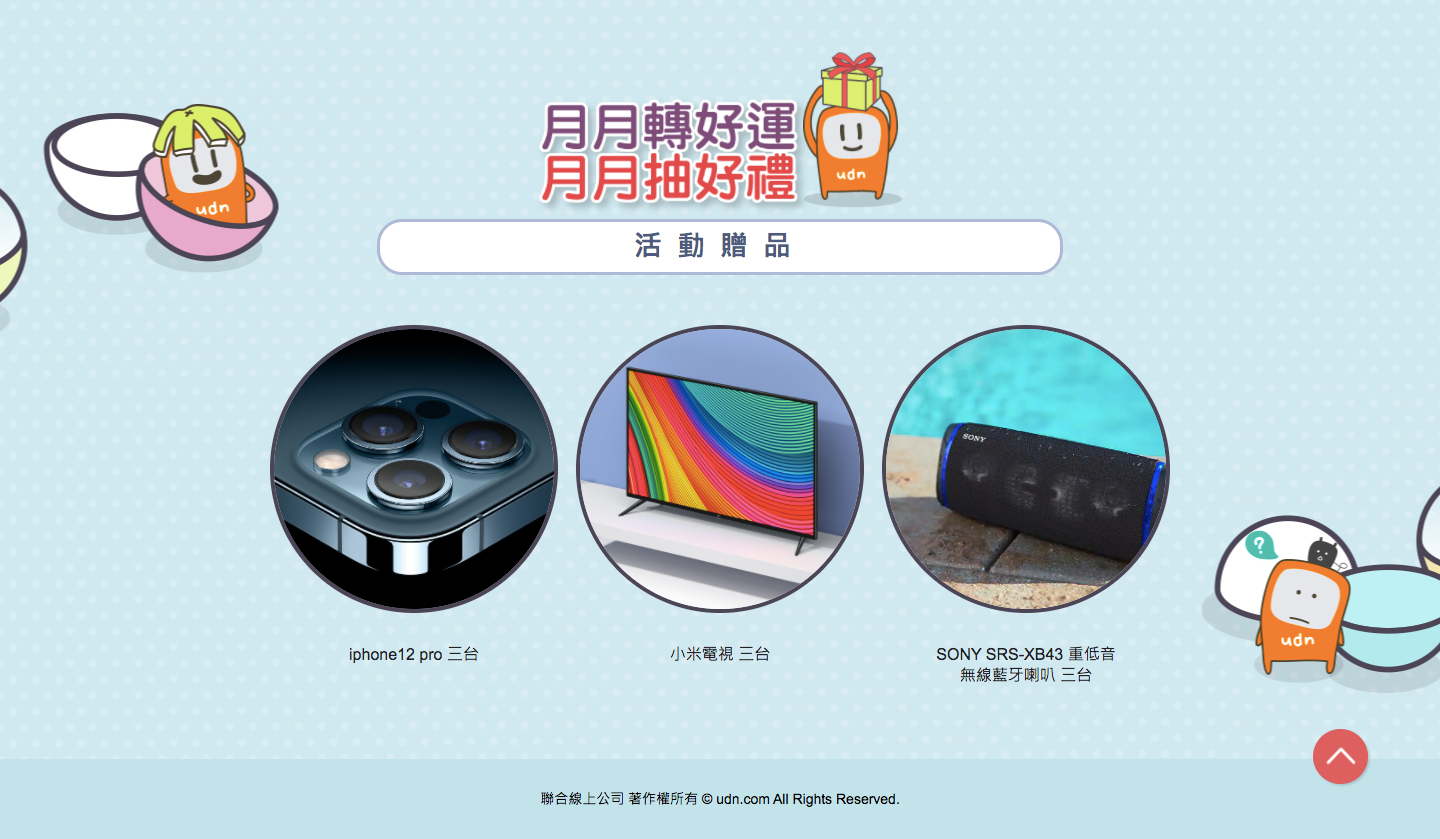 月月轉好運
月月抽好禮
udn
udn
活動贈品
SONY
iphone12 pro 三台
小米電視 三台
SONY SRS-XB43 重低音
無線藍牙喇叭 三台
?
udn
聯合線上公司 著作權所有 © udn.com All Rights Reserved.